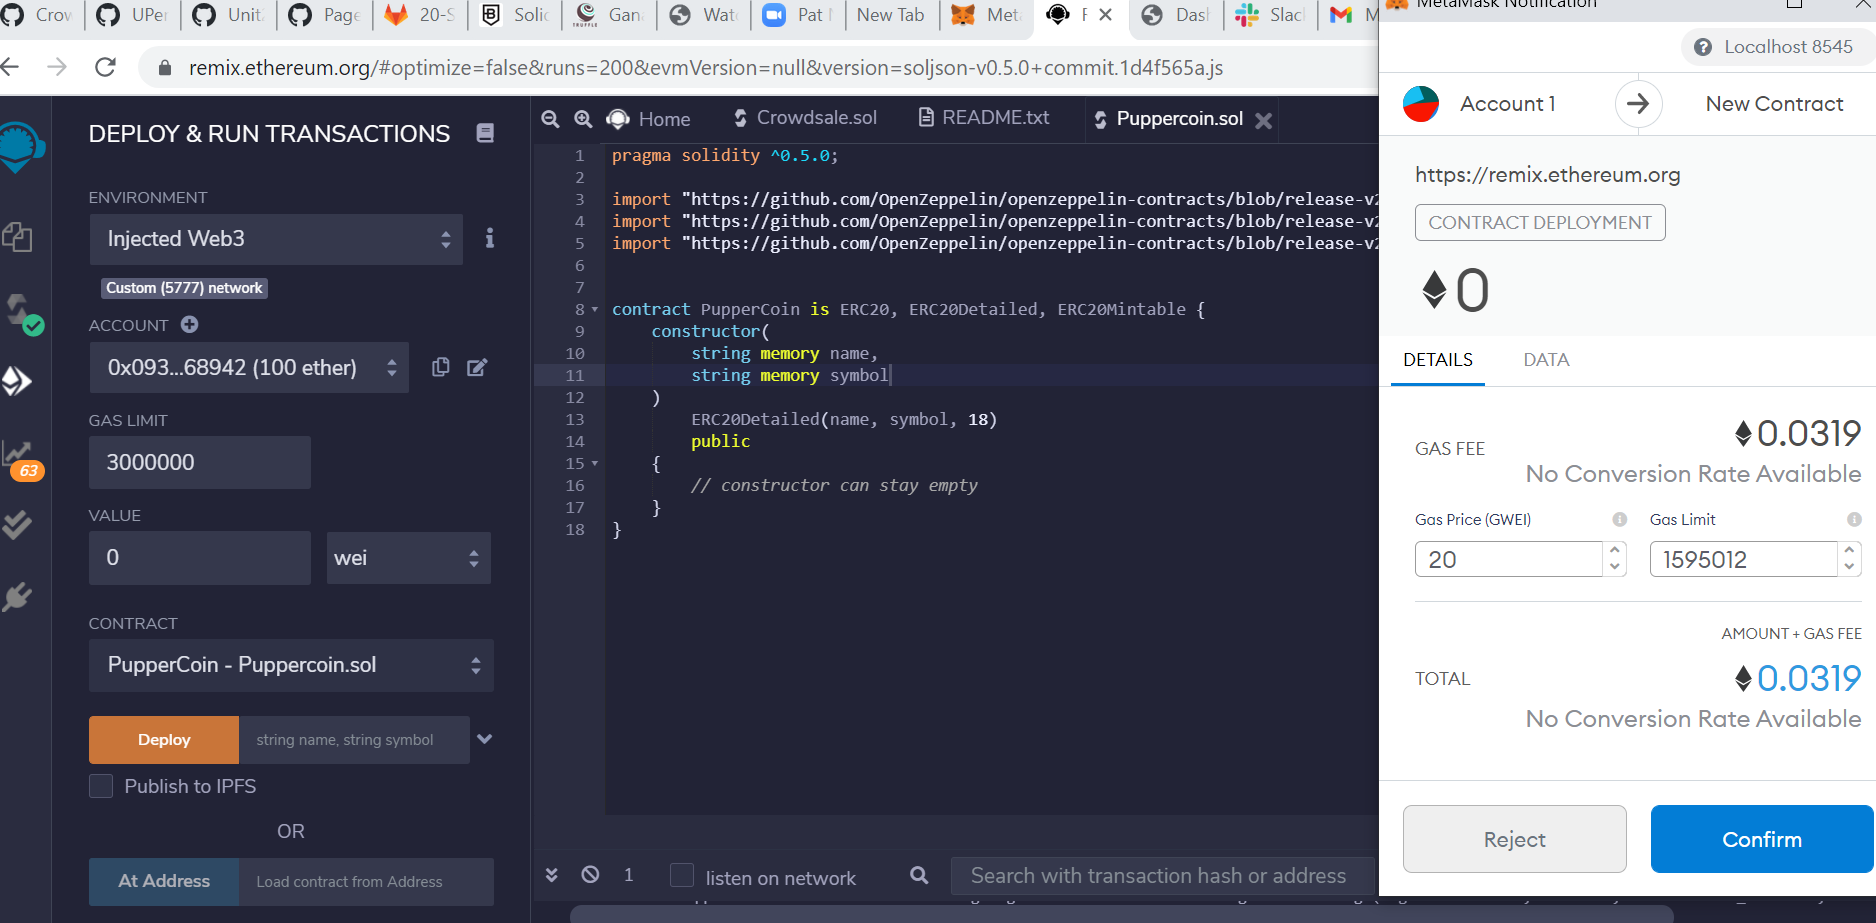 Crow
UPer
Unit
Page
20-S
Solid
Gana
Wat
Pat
New Tab
Met
Dash
Slac
MetaMask Notification
remix.ethereum.org/#optimize=false&runs=200&evmVersion=null&version=soljson-v0.5.0+commit.1d4f565a.js
DEPLOY & RUN TRANSACTIONS
ENVIRONMENT
Injected Web3
Custom (5777) network
ACCOUNT
0x093...68942 (100 ether)
GAS LIMIT
3000000
63
VALUE
0
wei
CONTRACT
PupperCoin - Puppercoin.sol
Deploy
string name, string symbol
Publish to IPFS
OR
At Address
Load contract from Address
Home
Crowdsale.sol
README.txt
Puppercoin.sol
1 pragma solidity ^0.5.0;
2
3 import "https://github.com/OpenZeppelin/openzeppelin-contracts/blob/release-v2
4 import "https://github.com/OpenZeppelin/openzeppelin-contracts/blob/release-v2
5 import "https://github.com/OpenZeppelin/openzeppelin-contracts/blob/release-v2
6
7
8 contract PupperCoin is ERC20, ERC20Detailed, ERC20Mintable {
9 constructor(
10 string memory name,
11 string memory symbol
12 )
13 ERC20Detailed(name, symbol, 18)
14 public
15 {
16 // constructor can stay empty
17 }
18 }
1
listen on network
Search with transaction hash or address
Localhost 8545
Account 1
New Contract
https://remix.ethereum.org
CONTRACT DEPLOYMENT
0
DETAILS
DATA
GAS FEE
0.0319
No Conversion Rate Available
Gas Price (GWEI)
Gas Limit
20
1595012
AMOUNT + GAS FEE
TOTAL
0.0319
No Conversion Rate Available
Reject
Confirm